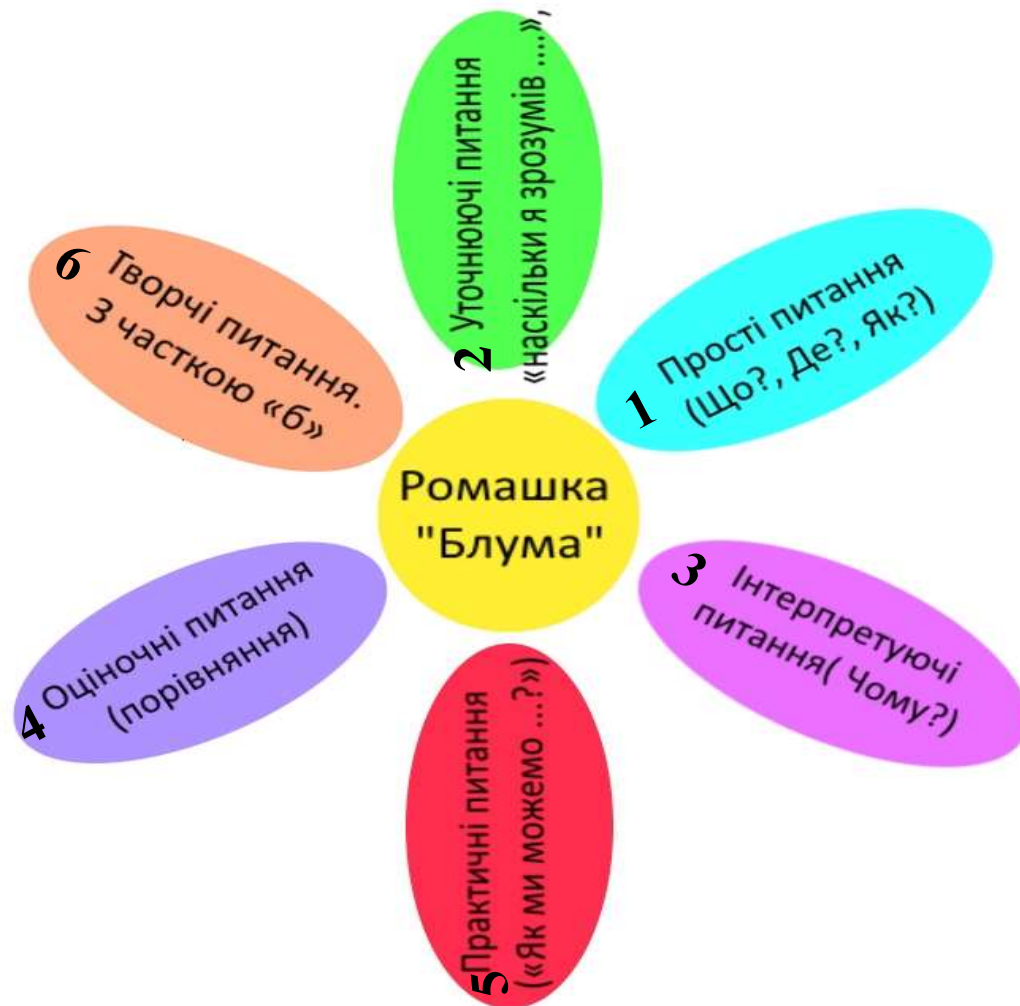 Ромашка
"Блума"
1 Прості питання
(Що?, Де?, Як?)
2 Уточнюючі питання
«наскільки я зрозумів ....»,
3 Інтерпретуючі
питання( Чому?)
4 Оціночні питання
(порівняння)
5 Практичні питання
(«Як ми можемо ...?»)
6 Творчі питання.
З часткою «б»